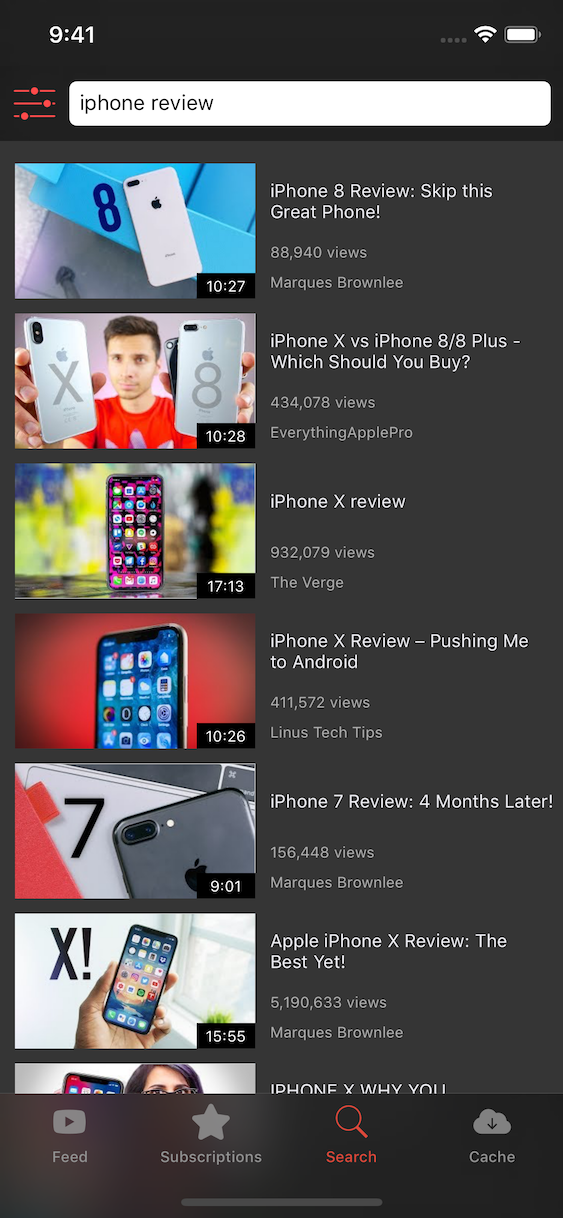 9:41
iphone review
8
10:27
iPhone 8 Review: Skip this
Great Phone!
88,940 views
Marques Brownlee
X
8
iPhone
iPhone
10:28
iPhone X vs iPhone 8/8 Plus -
Which Should You Buy?
434,078 views
EverythingApplePro
17:13
iPhone X review
932,079 views
The Verge
10:26
iPhone X Review – Pushing Me
to Android
411,572 views
Linus Tech Tips
7
9:01
iPhone 7 Review: 4 Months Later!
156,448 views
Marques Brownlee
X!
15:55
Apple iPhone X Review: The
Best Yet!
5,190,633 views
Marques Brownlee
IPHONE X WHY YOU
Feed
Subscriptions
Search
Cache